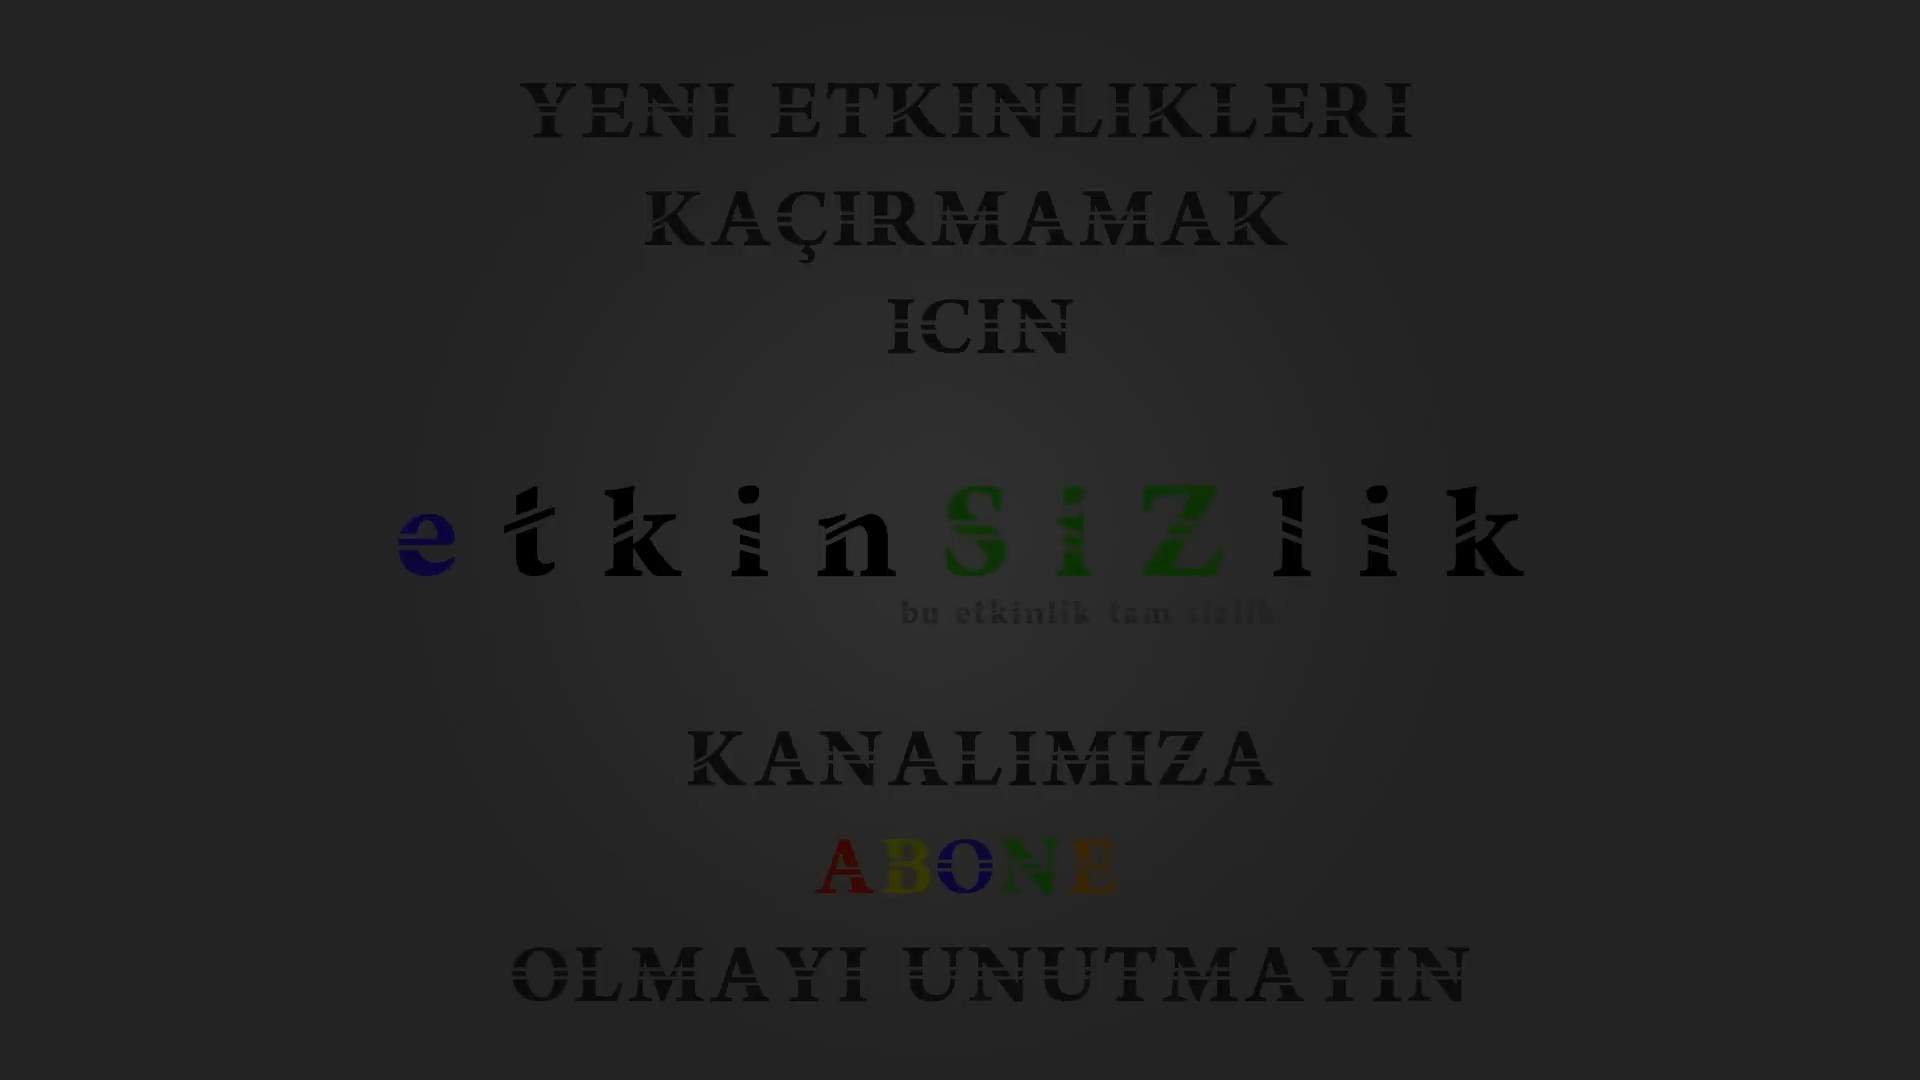 YENI ETKINLIKLERI
KAÇIRMAMAK
ICIN
etkinSiZlik
bu etkinlik tam sizlik
KANALIMIZA
ABONE
OLMAYI UNUTMAYIN